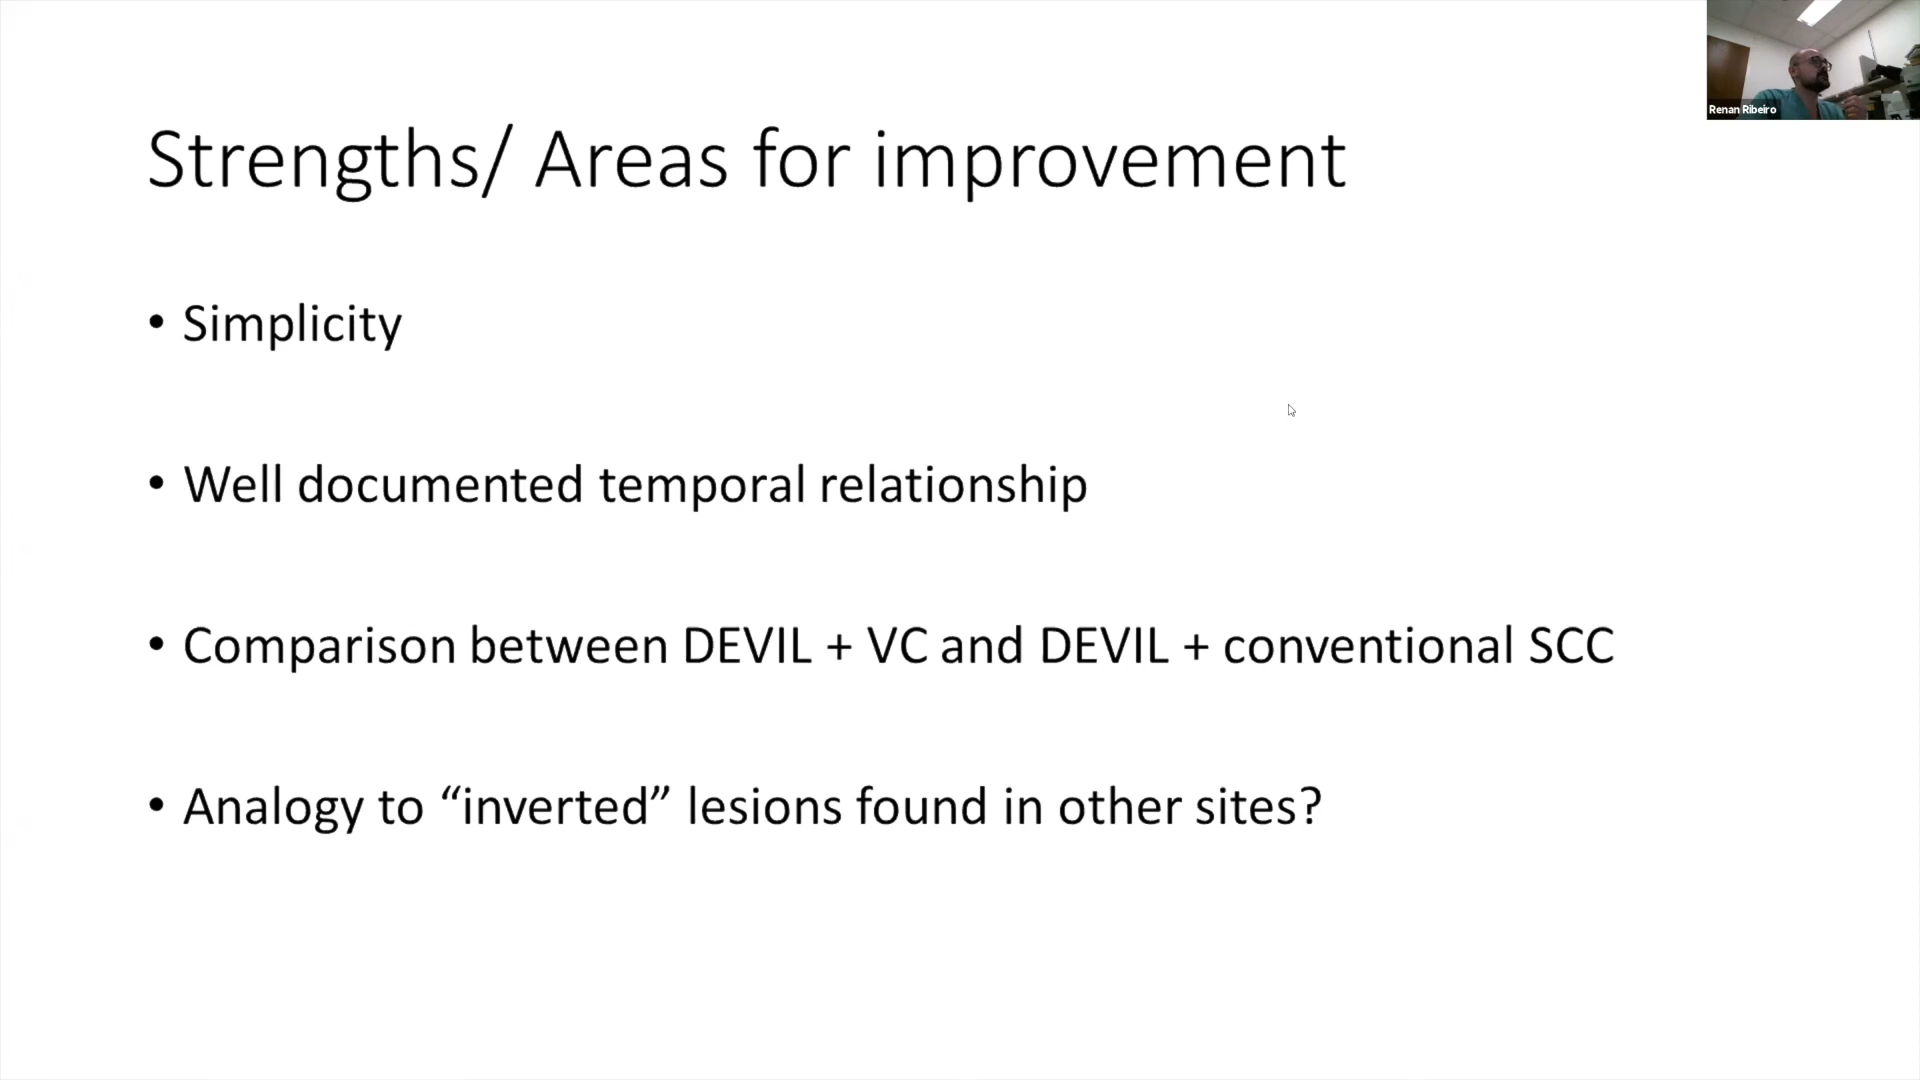 Renan Ribeiro
Strengths/ Areas for improvement
• Simplicity
• Well documented temporal relationship
• Comparison between DEVIL + VC and DEVIL + conventional SCC
• Analogy to “inverted” lesions found in other sites?